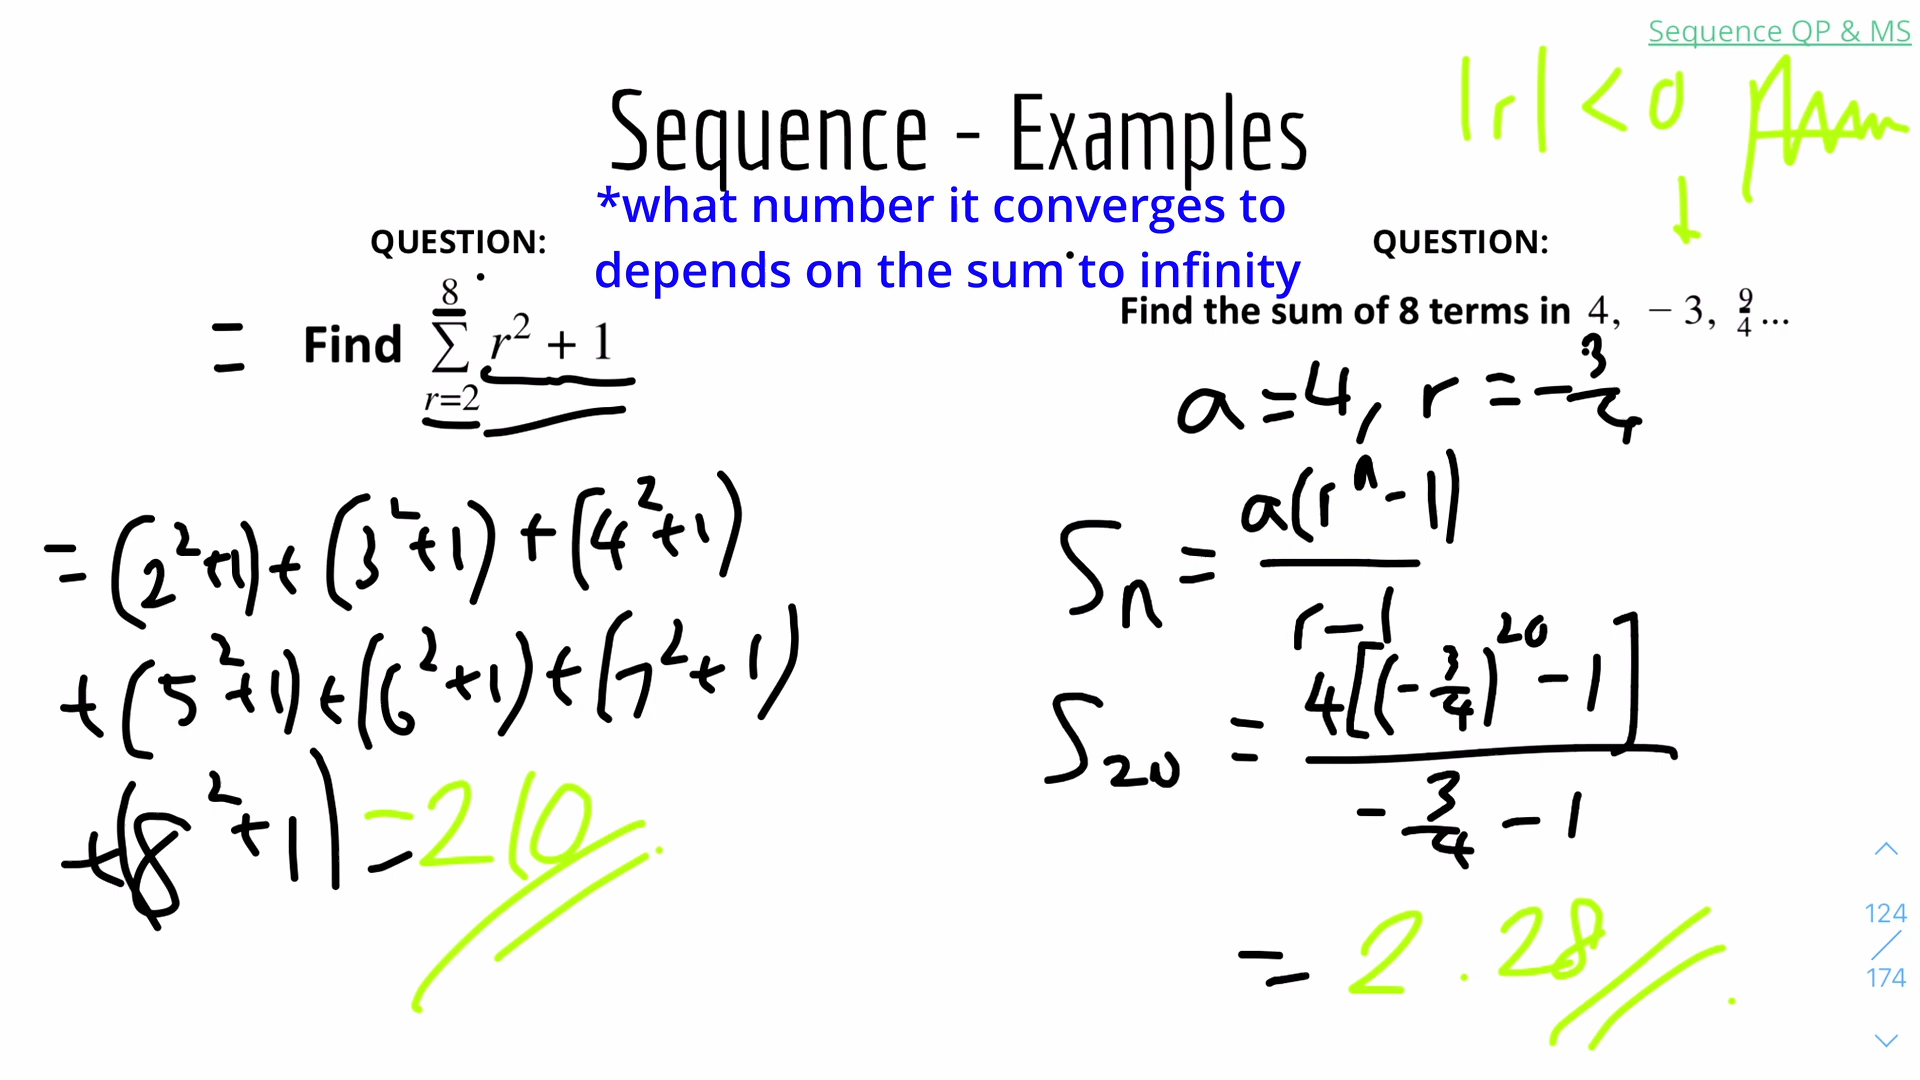 Sequence QP & MS
|r| < 0
Sequence - Examples
*what number it converges to
depends on the sum to infinity
QUESTION:
= Find 8 ∑ r=2 r² + 1
= (2²+1) + (3²+1) + (4²+1)
+ (5²+1) + (6²+1) + (7²+1)
+ (8²+1) = 210
QUESTION:
Find the sum of 8 terms in 4, − 3, 9/4 ...
a = 4, r = -3/4
Sn = a(rⁿ - 1) / r - 1
S20 = 4[(-3/4)²⁰ - 1] / -3/4 - 1
= 2.28
124
/
174